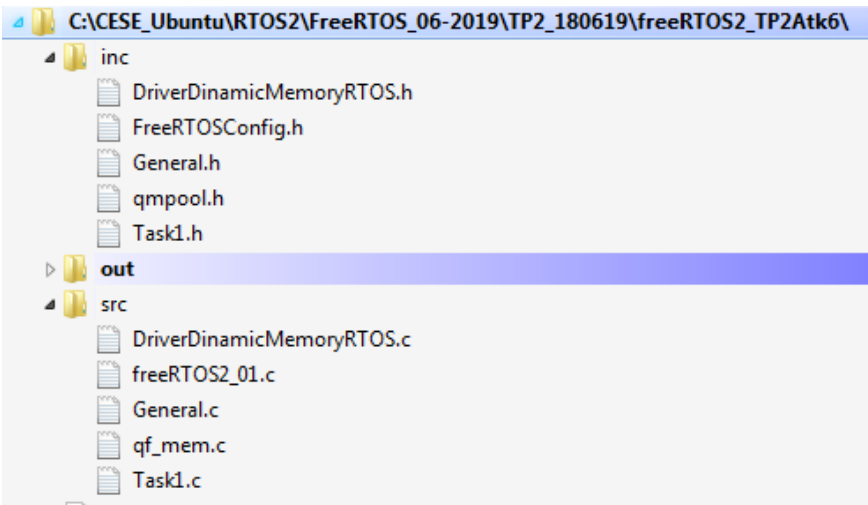 C:\CESE_Ubuntu\RTOS2\FreeRTOS_06-2019\TP2_180619\freeRTOS2_TP2Atk6\
inc
DriverDinamicMemoryRTOS.h
FreeRTOSConfig.h
General.h
qmpool.h
Task1.h
out
src
DriverDinamicMemoryRTOS.c
freeRTOS2_01.c
General.c
qf_mem.c
Task1.c